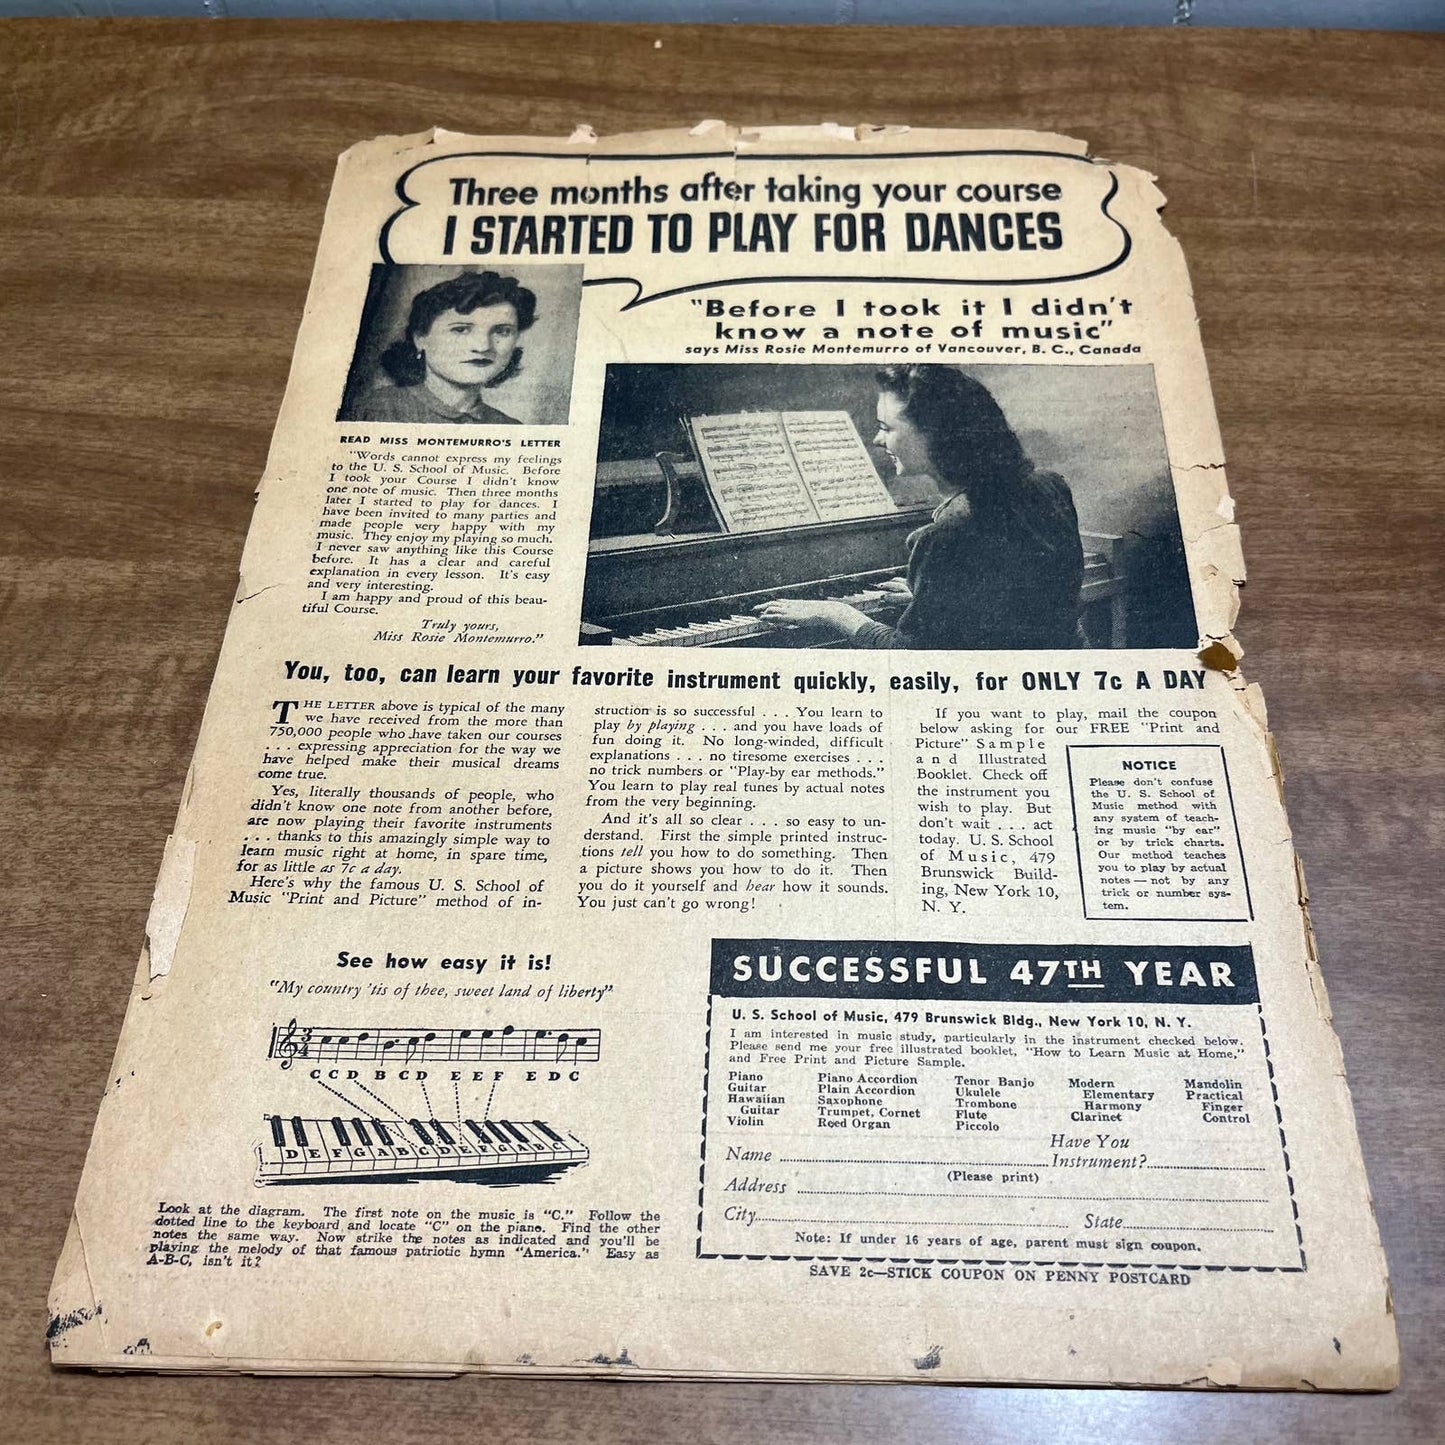 Three months after taking your course
I STARTED TO PLAY FOR DANCES
"Before I took it I didn't
know a note of music"
says Miss Rosie Montemurro of Vancouver, B. C., Canada
READ MISS MONTEMURRO'S LETTER
"Words cannot express my feelings
to the U. S. School of Music. Before
I took your Course I didn't know
one note of music. Then three months
later I started to play for dances. I
have been invited to many parties and
made people very happy with my
music. They enjoy my playing so much.
I never saw anything like this Course
before. It has a clear and careful
explanation in every lesson. It's easy
and very interesting.
I am happy and proud of this beau-
tiful Course.
Truly yours,
Miss Rosie Montemurro."
You, too, can learn your favorite instrument quickly, easily, for ONLY 7c A DAY
THE LETTER above is typical of the many
we have received from the more than
750,000 people who have taken our courses
. . . expressing appreciation for the way we
have helped make their musical dreams
come true.
Yes, literally thousands of people, who
didn't know one note from another before,
are now playing their favorite instruments
. . . thanks to this amazingly simple way to
learn music right at home, in spare time,
for as little as 7c a day.
Here's why the famous U. S. School of
Music "Print and Picture" method of in-
struction is so successful . . . You learn to
play by playing . . . and you have loads of
fun doing it. No long-winded, difficult
explanations . . . no tiresome exercises . . .
no trick numbers or "Play-by ear methods."
You learn to play real tunes by actual notes
from the very beginning.
And it's all so clear . . . so easy to un-
derstand. First the simple printed instruc-
tions tell you how to do something. Then
a picture shows you how to do it. Then
you do it yourself and hear how it sounds.
You just can't go wrong!
If you want to play, mail the coupon
below asking for our FREE "Print and
Picture" Sample
and Illustrated
Booklet. Check off
the instrument you
wish to play. But
don't wait . . . act
today. U. S. School
of Music, 479
Brunswick Build-
ing, New York 10,
N. Y.
NOTICE
Please don't confuse
the U. S. School of
Music method with
any system of teach-
ing music "by ear"
or by trick charts.
Our method teaches
you to play by actual
notes — not by any
trick or number sys-
tem.
See how easy it is!
"My country 'tis of thee, sweet land of liberty"
3
4
C C D B C D E E F E D C
D E F G A B C D E F G A B C
Look at the diagram. The first note on the music is "C." Follow the
dotted line to the keyboard and locate "C" on the piano. Find the other
notes the same way. Now strike the notes as indicated and you'll be
playing the melody of that famous patriotic hymn "America." Easy as
A-B-C, isn't it?
SUCCESSFUL 47TH YEAR
U. S. School of Music, 479 Brunswick Bldg., New York 10, N. Y.
I am interested in music study, particularly in the instrument checked below.
Please send me your free illustrated booklet, "How to Learn Music at Home,"
and Free Print and Picture Sample.
Piano
Guitar
Hawaiian
Guitar
Violin
Piano Accordion
Plain Accordion
Saxophone
Trumpet, Cornet
Reed Organ
Tenor Banjo
Ukulele
Trombone
Flute
Piccolo
Modern
Elementary
Harmony
Clarinet
Mandolin
Practical
Finger
Control
Have You
Name Instrument?
(Please print)
Address
City State
Note: If under 16 years of age, parent must sign coupon.
SAVE 2c—STICK COUPON ON PENNY POSTCARD